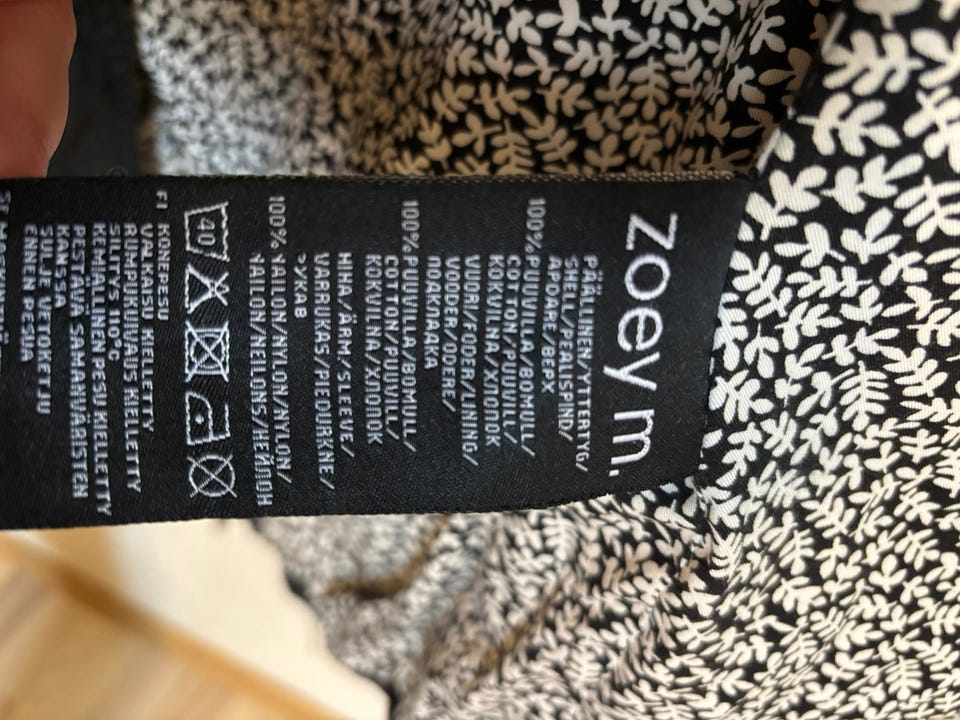 zoey m.
PÄÄLLINEN/YTTERTYG/
SHELL/PEALISPIND/
APDARE/ВЕРХ
100% PUUVILLA/BOMULL/
COTTON/PUUVILL/
KOKVILNA/ХЛОПОК
VUORI/FODER/LINING/
VOODER/ODERE/
ПОДКЛАДКА
100% PUUVILLA/BOMULL/
COTTON/PUUVILL/
KOKVILNA/ХЛОПОК
HIHA/ÄRM/SLEEVE/
VARRUKAS/PIEDURKNE/
РУКАВ
100% NAILON/NYLON/NYLON/
NAILON/NEILONS/НЕЙЛОН
40
FI KONEPESU
VALKAISU KIELLETTY
RUMPUKUIVAUS KIELLETTY
SILITYS 110°C
KEMIALLINEN PESU KIELLETTY
PESTÄVÄ SAMANVÄRISTEN
KANSSA
SULJE VETOKETJU
ENNEN PESUA